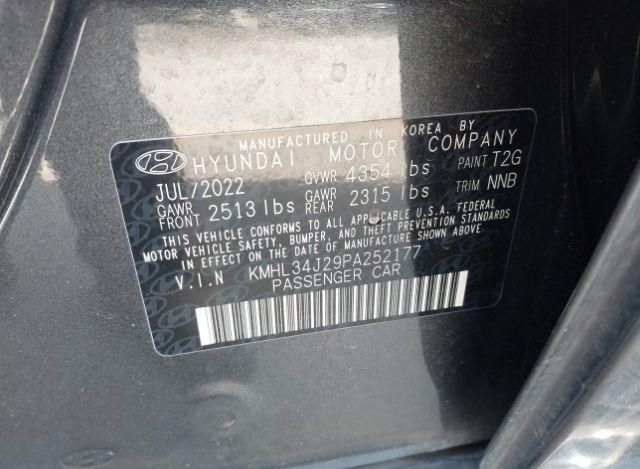 MANUFACTURED IN KOREA BY
HYUNDAI MOTOR COMPANY
JUL/2022 GVWR 4354 lbs PAINT T2G
GAWR FRONT 2513 lbs GAWR REAR 2315 lbs TRIM NNB
THIS VEHICLE CONFORMS TO ALL APPLICABLE U.S.A. FEDERAL
MOTOR VEHICLE SAFETY, BUMPER, AND THEFT PREVENTION STANDARDS
IN EFFECT ON THE DATE OF MANUFACTURE SHOWN ABOVE
V.I.N KMHL34J29PA252177
PASSENGER CAR